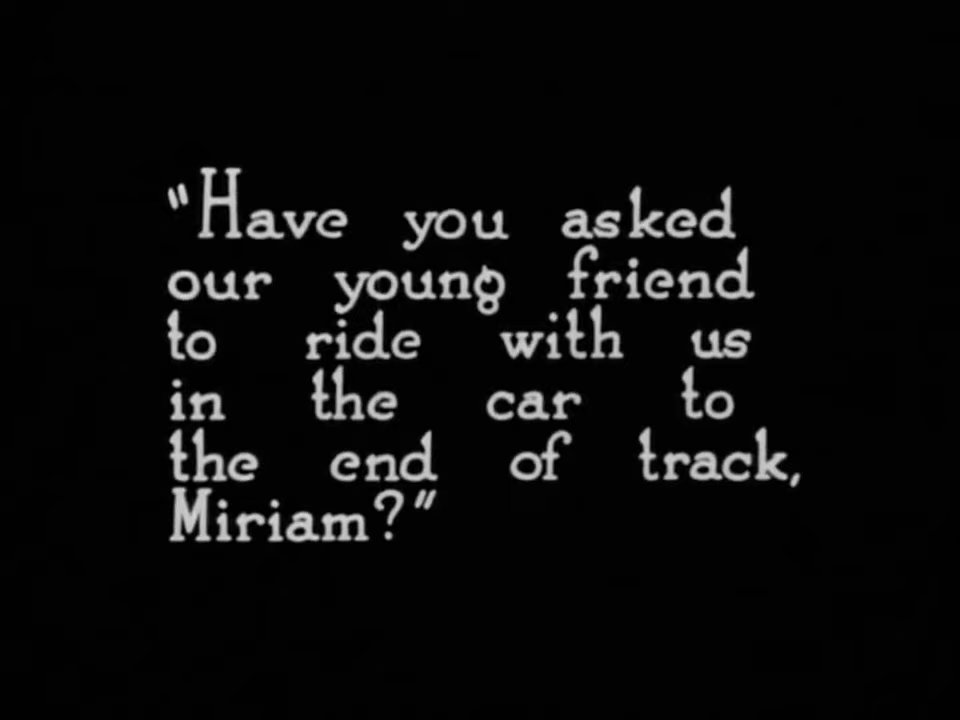 "Have you asked
our young friend
to ride with us
in the car to
the end of track,
Miriam?"